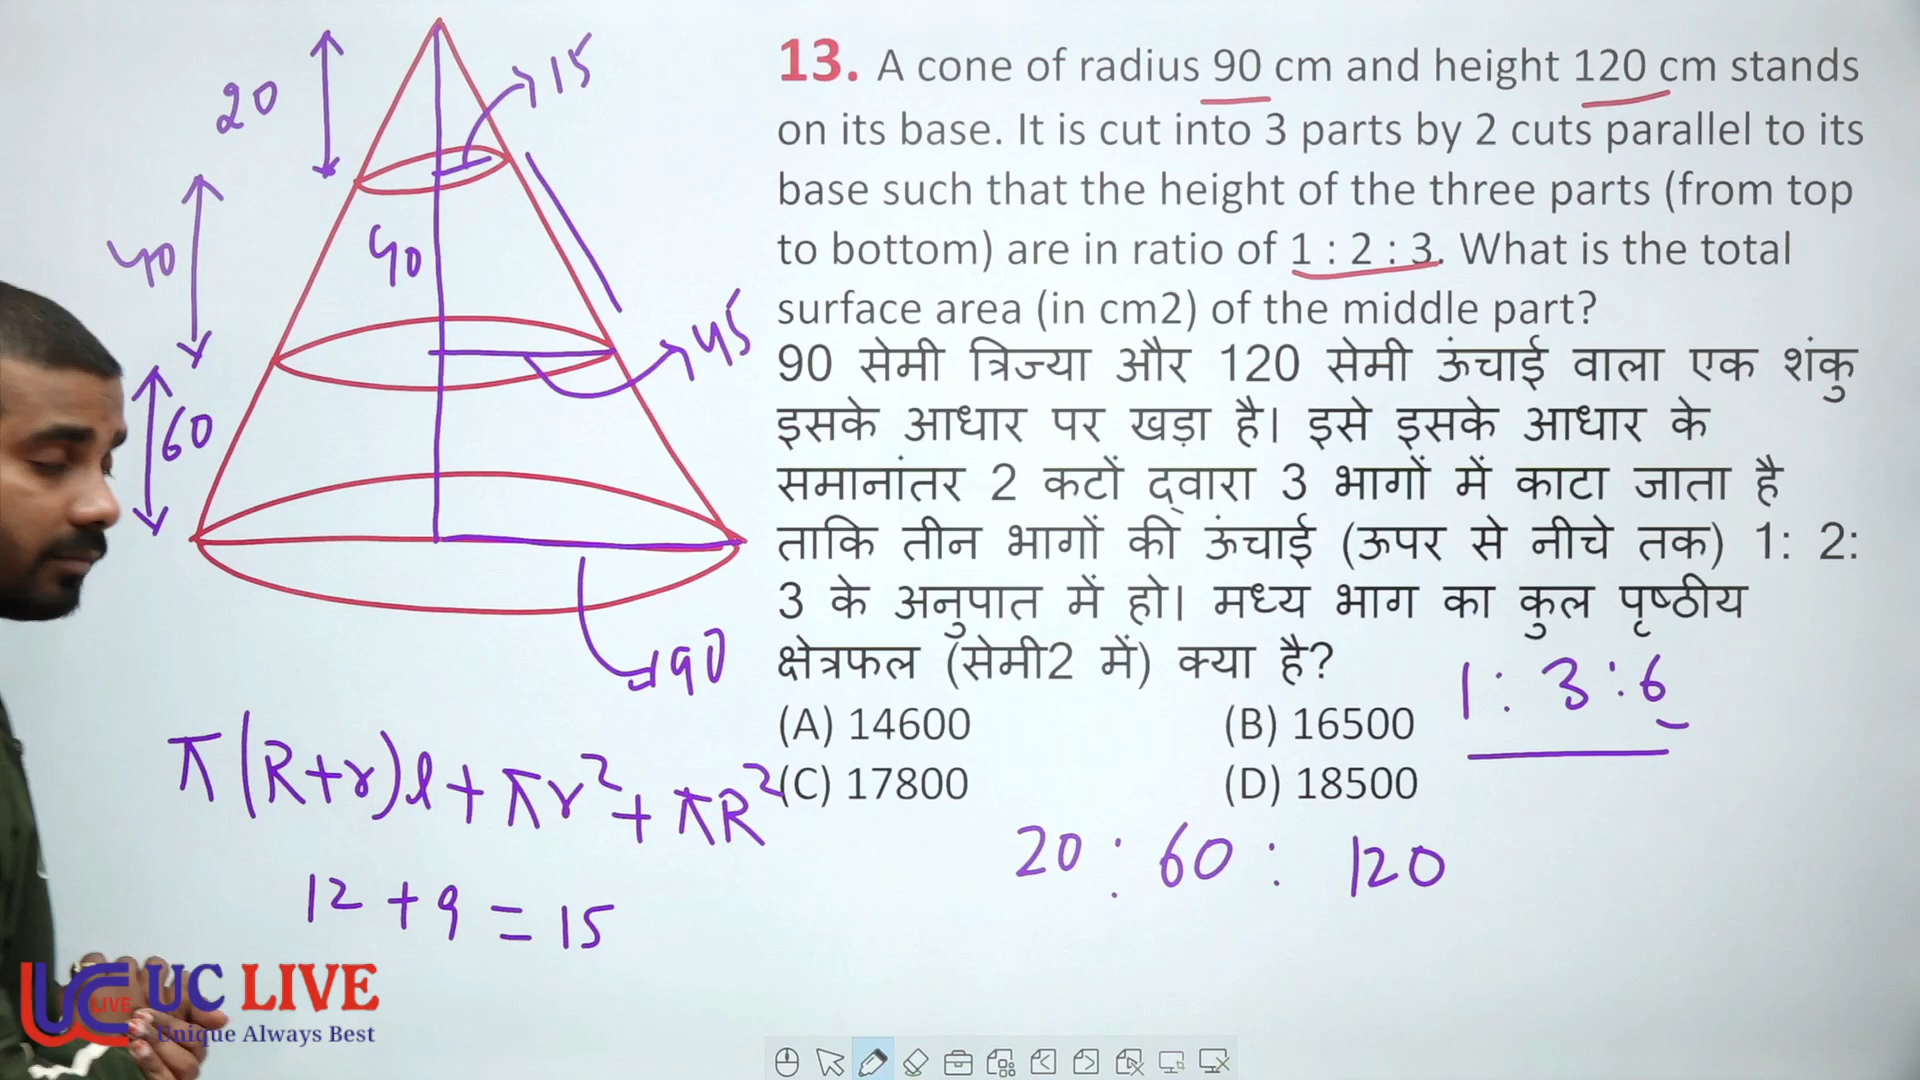 13. A cone of radius 90 cm and height 120 cm stands
on its base. It is cut into 3 parts by 2 cuts parallel to its
base such that the height of the three parts (from top
to bottom) are in ratio of 1 : 2 : 3. What is the total
surface area (in cm2) of the middle part?
90 सेमी त्रिज्या और 120 सेमी ऊंचाई वाला एक शंकु
इसके आधार पर खड़ा है। इसे इसके आधार के
समानांतर 2 कटों द्वारा 3 भागों में काटा जाता है
ताकि तीन भागों की ऊंचाई (ऊपर से नीचे तक) 1: 2:
3 के अनुपात में हो। मध्य भाग का कुल पृष्ठीय
क्षेत्रफल (सेमी2 में) क्या है?
(A) 14600 (B) 16500
(C) 17800 (D) 18500
1 : 3 : 6
20 : 60 : 120
20
15
40
40
45
60
90
π(R+r)l + πr² + πR²
12 + 9 = 15
UC LIVE
LIVE
Unique Always Best